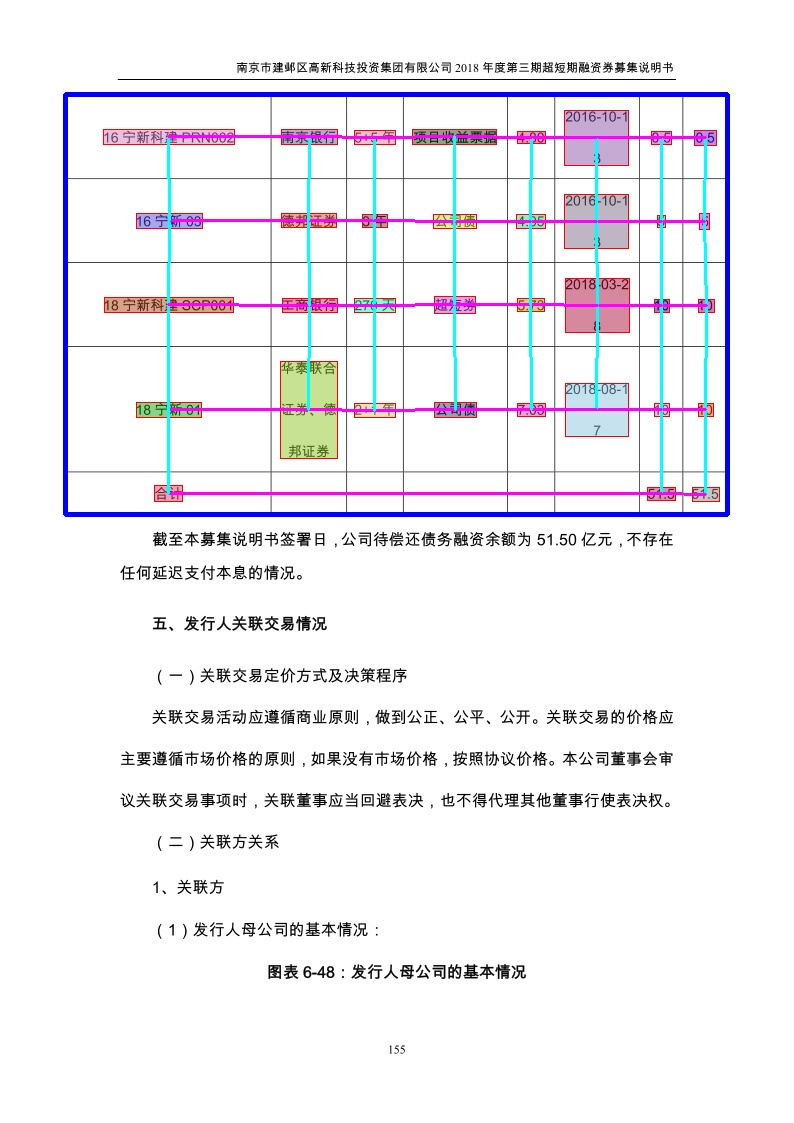 南京市建邺区高新科技投资集团有限公司 2018 年度第三期超短期融资券募集说明书
16 宁新科建 PRN002 南京银行 5+5 年 项目收益票据 2016-10-13 0.5 0.5
16 宁新 03 德邦证券 3 年 公司债 2016-10-13
18 宁新科建 SCP001 工商银行 270 天 超短券 2018-03-28 10 10
18 宁新 01 华泰联合证券、德邦证券 2+1 年 公司债 7.03 2018-08-17 10 10
合计 51.5 51.5
截至本募集说明书签署日，公司待偿还债务融资余额为 51.50 亿元，不存在
任何延迟支付本息的情况。
五、发行人关联交易情况
（一）关联交易定价方式及决策程序
关联交易活动应遵循商业原则，做到公正、公平、公开。关联交易的价格应
主要遵循市场价格的原则，如果没有市场价格，按照协议价格。本公司董事会审
议关联交易事项时，关联董事应当回避表决，也不得代理其他董事行使表决权。
（二）关联方关系
1、关联方
（1）发行人母公司的基本情况：
图表 6-48：发行人母公司的基本情况
155